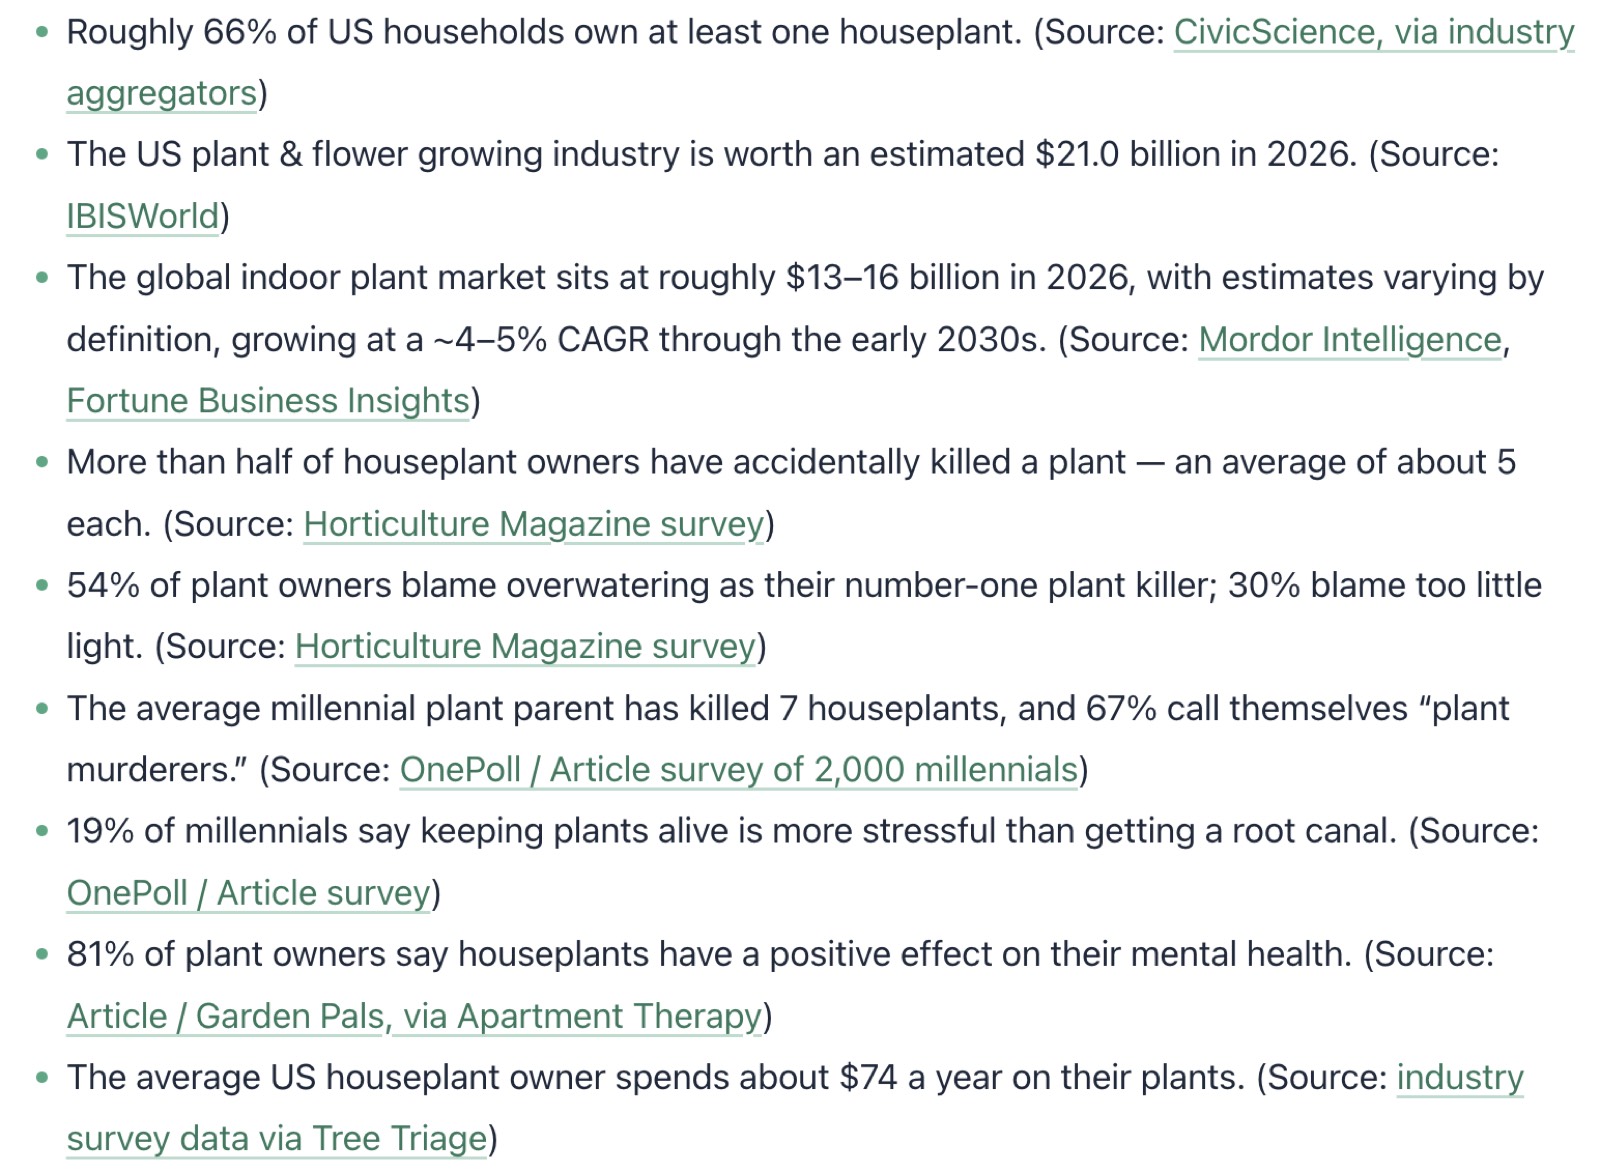 • Roughly 66% of US households own at least one houseplant. (Source: CivicScience, via industry
aggregators)
• The US plant & flower growing industry is worth an estimated $21.0 billion in 2026. (Source:
IBISWorld)
• The global indoor plant market sits at roughly $13–16 billion in 2026, with estimates varying by
definition, growing at a ~4–5% CAGR through the early 2030s. (Source: Mordor Intelligence,
Fortune Business Insights)
• More than half of houseplant owners have accidentally killed a plant — an average of about 5
each. (Source: Horticulture Magazine survey)
• 54% of plant owners blame overwatering as their number-one plant killer; 30% blame too little
light. (Source: Horticulture Magazine survey)
• The average millennial plant parent has killed 7 houseplants, and 67% call themselves “plant
murderers.” (Source: OnePoll / Article survey of 2,000 millennials)
• 19% of millennials say keeping plants alive is more stressful than getting a root canal. (Source:
OnePoll / Article survey)
• 81% of plant owners say houseplants have a positive effect on their mental health. (Source:
Article / Garden Pals, via Apartment Therapy)
• The average US houseplant owner spends about $74 a year on their plants. (Source: industry
survey data via Tree Triage)